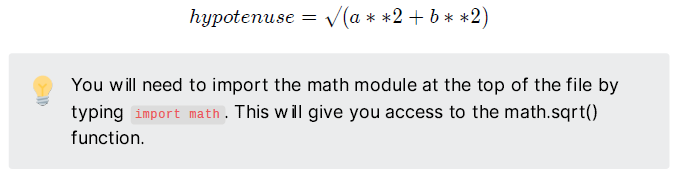 hypotenuse = √(a * *2 + b * *2)
You will need to import the math module at the top of the file by
typing import math. This will give you access to the math.sqrt()
function.